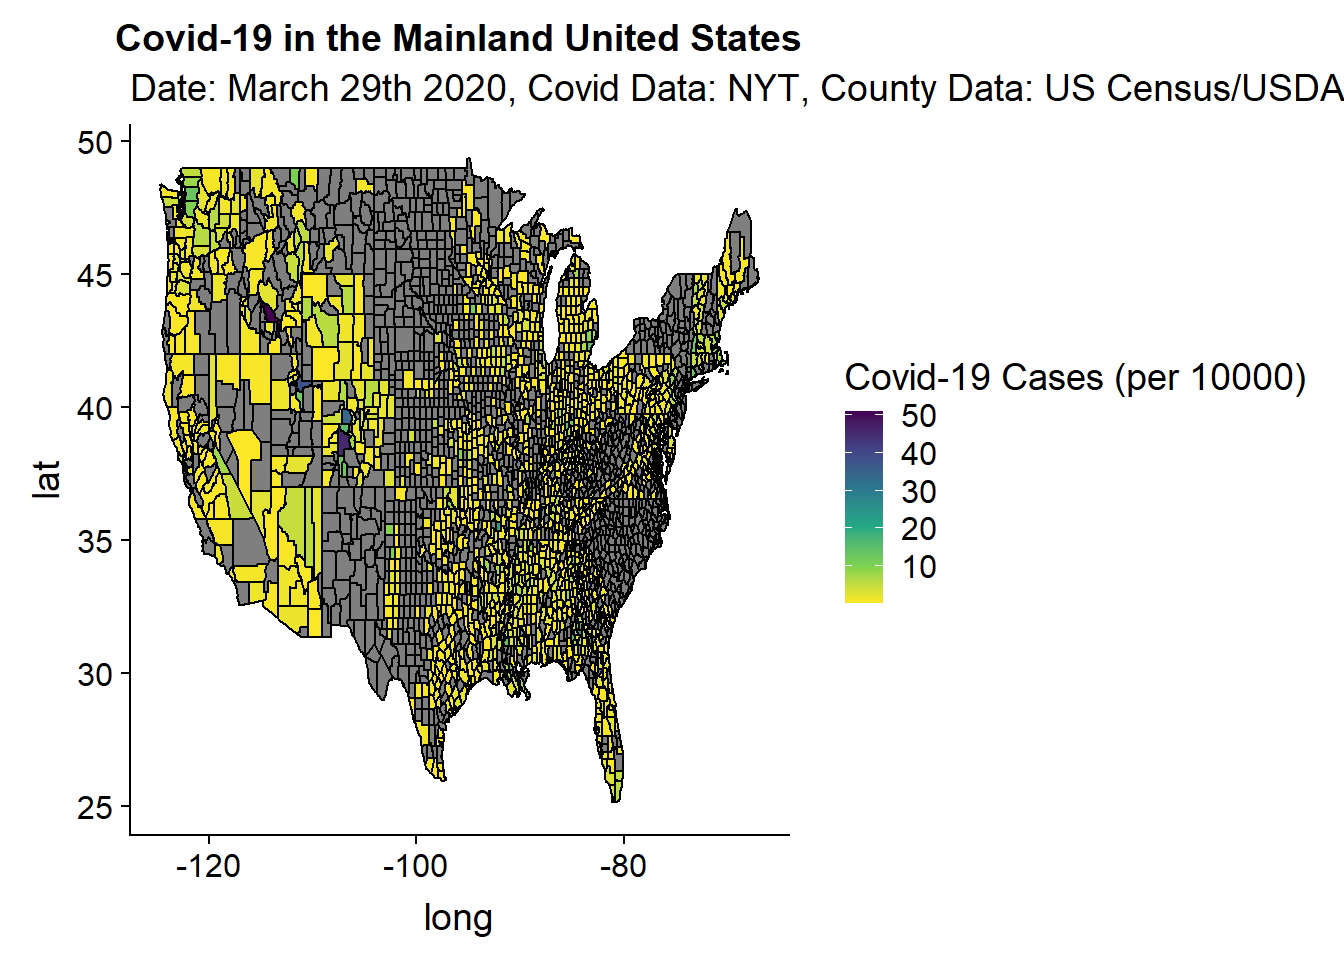 Covid-19 in the Mainland United States
Date: March 29th 2020, Covid Data: NYT, County Data: US Census/USDA
50
45
40
35
30
25
lat
-120
-100
-80
long
Covid-19 Cases (per 10000)
50
40
30
20
10